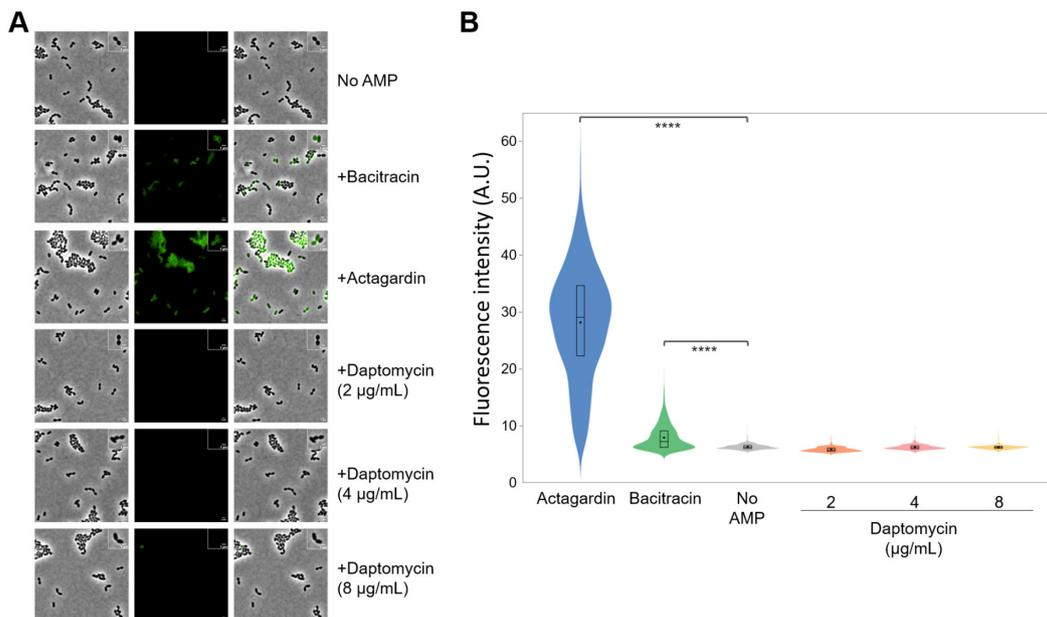 A
No AMP
+Bacitracin
+Actagardin
+Daptomycin
(2 µg/mL)
+Daptomycin
(4 µg/mL)
+Daptomycin
(8 µg/mL)
B
Fluorescence intensity (A.U.)
60
50
40
30
20
10
0
****
****
Actagardin
Bacitracin
No
AMP
2
4
8
Daptomycin
(µg/mL)